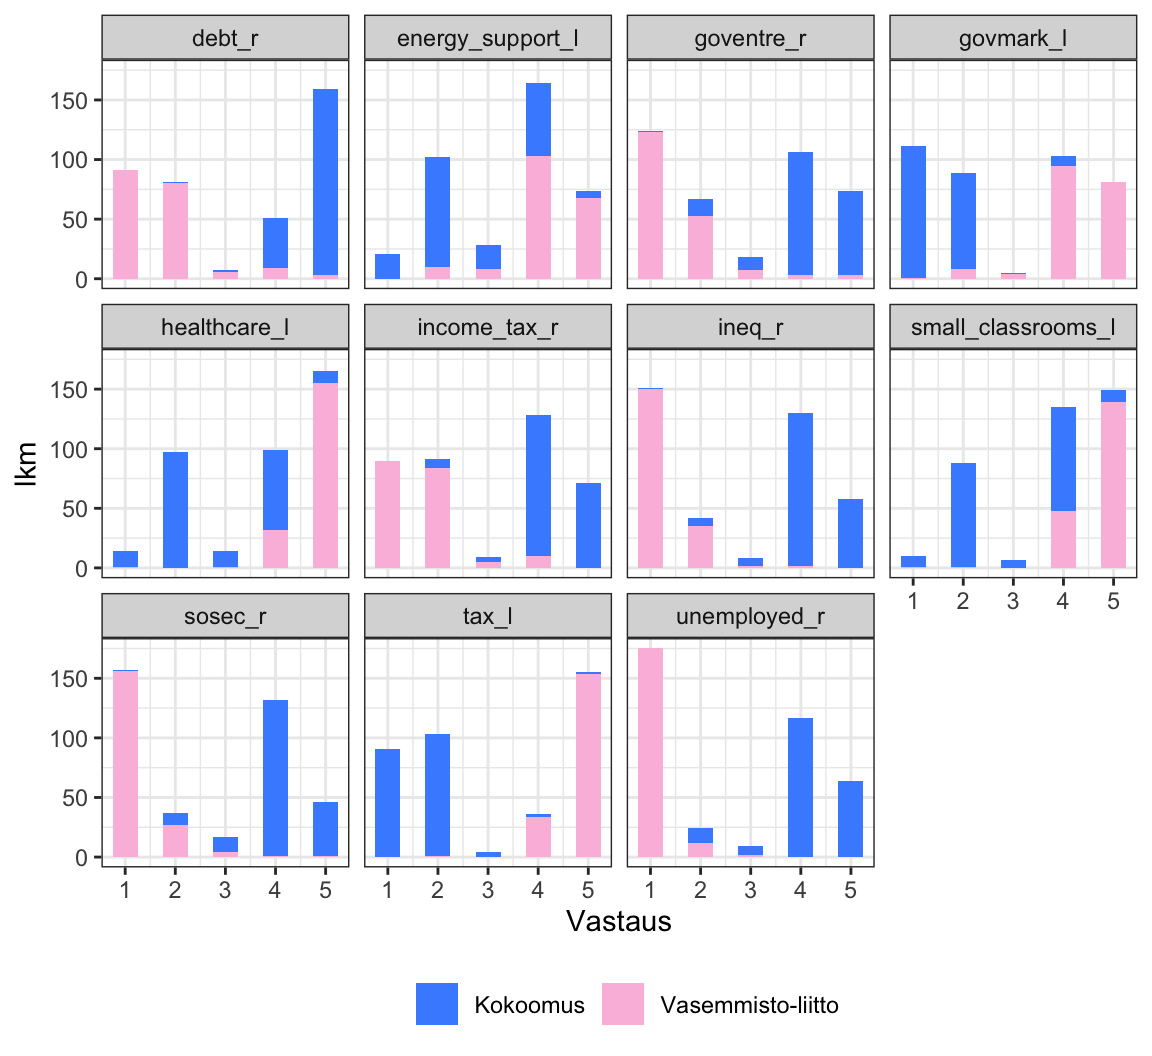 debt_r energy_support_l goventre_r govmark_l
150
100
50
0
healthcare_l income_tax_r ineq_r small_classrooms_l
150
100
50
0
1 2 3 4 5
lkm
sosec_r tax_l unemployed_r
150
100
50
0
1 2 3 4 5 1 2 3 4 5 1 2 3 4 5
Vastaus
Kokoomus Vasemmisto-liitto